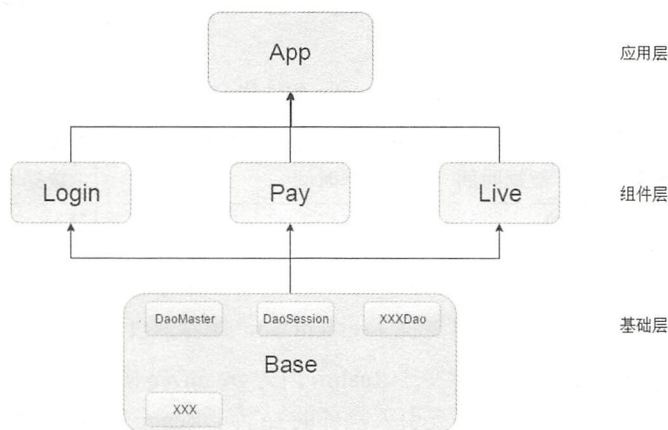 App
应用层
Login
Pay
Live
组件层
DaoMaster
DaoSession
XXXDao
基础层
Base
XXX